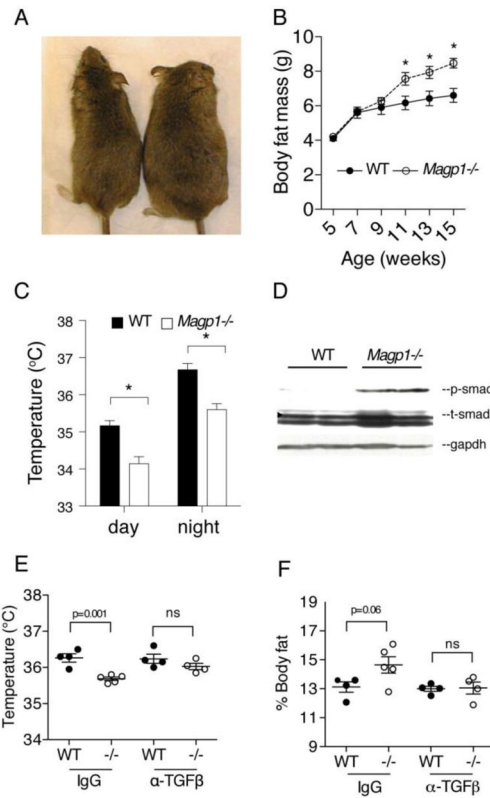 A
B
Body fat mass (g)
10
8
6
4
2
0
* * *
WT Magp1-/-
5 7 9 11 13 15
Age (weeks)
C
WT Magp1-/-
Temperature (°C)
38
37
36
35
34
33
*
*
day night
D
WT Magp1-/-
--p-smad
--t-smad
--gapdh
E
Temperature (°C)
38
36
34
p=0.001
ns
WT -/- WT -/-
IgG α-TGFβ
F
% Body fat
19
17
15
13
11
9
p=0.06
ns
WT -/- WT -/-
IgG α-TGFβ